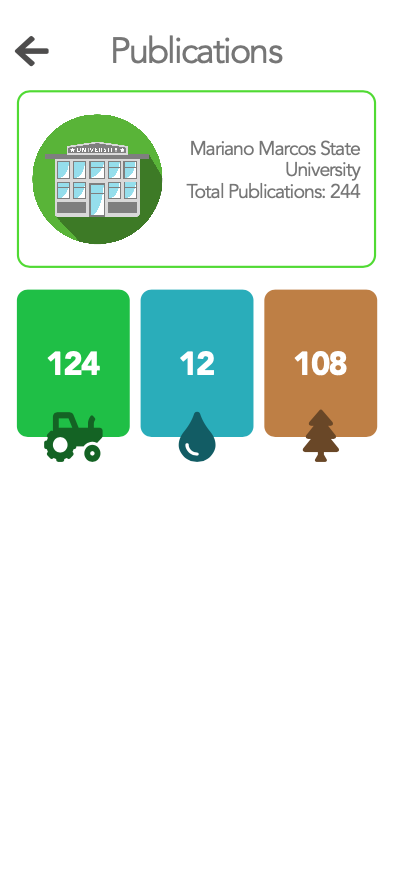 Publications
UNIVERSITY
Mariano Marcos State
University
Total Publications: 244
124
12
108